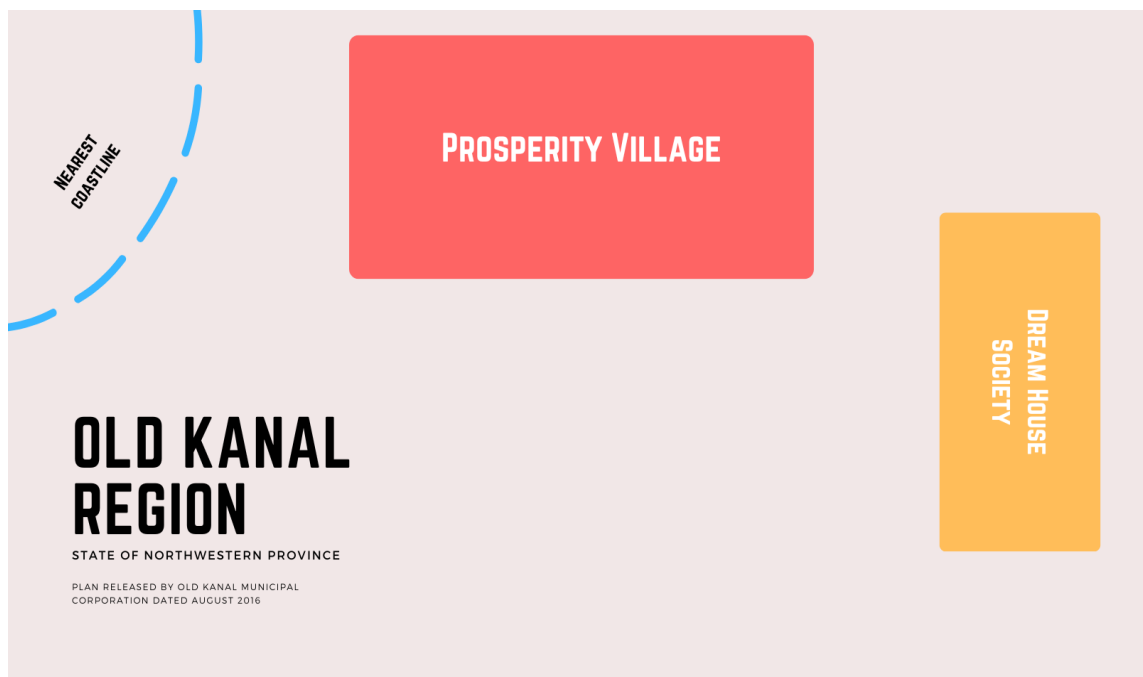 Nearest
coastline
Prosperity Village
Dream House
Society
OLD KANAL
REGION
STATE OF NORTHWESTERN PROVINCE
PLAN RELEASED BY OLD KANAL MUNICIPAL
CORPORATION DATED AUGUST 2016